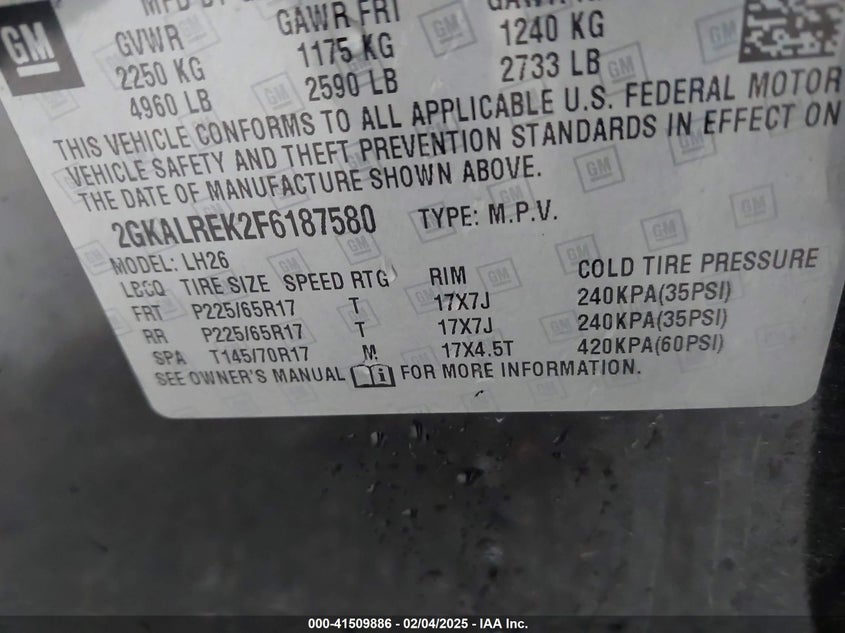 GM
GVWR GAWR FRT
2250 KG 1175 KG 1240 KG
4960 LB 2590 LB 2733 LB
THIS VEHICLE CONFORMS TO ALL APPLICABLE U.S. FEDERAL MOTOR
VEHICLE SAFETY AND THEFT PREVENTION STANDARDS IN EFFECT ON
THE DATE OF MANUFACTURE SHOWN ABOVE.
2GKALREK2F6187580 TYPE: M.P.V.
MODEL: LH26
TIRE SIZE SPEED RTG RIM COLD TIRE PRESSURE
FRT P225/65R17 T 17X7J 240KPA(35PSI)
RR P225/65R17 T 17X7J 240KPA(35PSI)
SPA T145/70R17 M 17X4.5T 420KPA(60PSI)
SEE OWNER'S MANUAL FOR MORE INFORMATION.
000-41509886 - 02/04/2025 - IAA Inc.